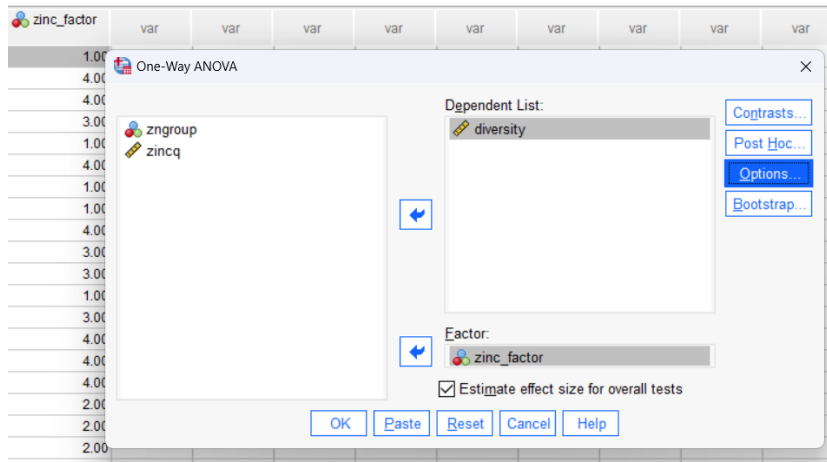 zinc_factor
var var var var var var var var var
1.00
One-Way ANOVA
4.00
4.00
Dependent List:
Contrasts...
3.00
zngroup
diversity
1.00
zincq
Post Hoc...
4.00
Options...
1.00
1.00
Bootstrap...
4.00
3.00
3.00
1.00
3.00
Factor:
4.00
zinc_factor
4.00
4.00
Estimate effect size for overall tests
2.00
2.00
OK Paste Reset Cancel Help
2.00